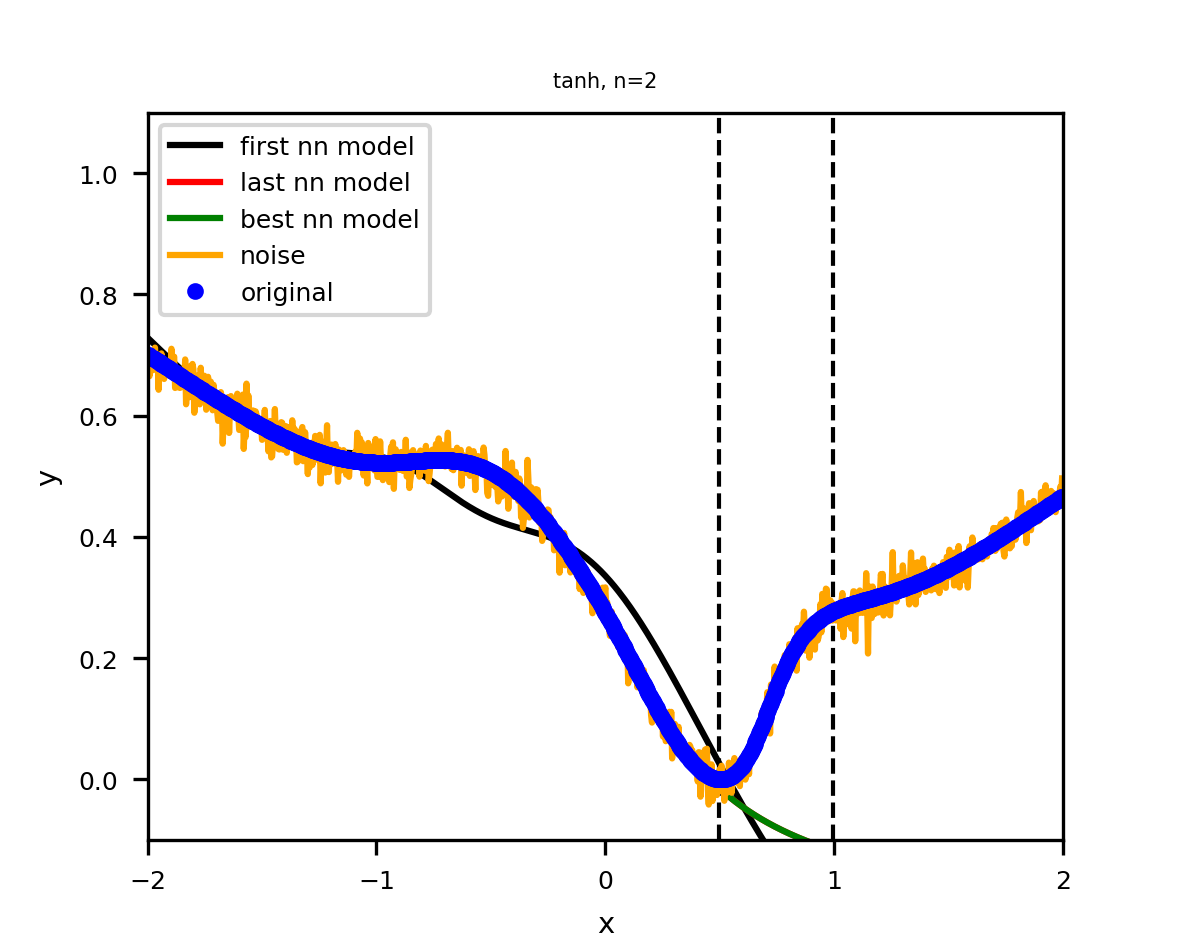 tanh, n=2
first nn model
last nn model
best nn model
noise
original
1.0
0.8
0.6
0.4
0.2
0.0
y
−2
−1
0
1
2
x